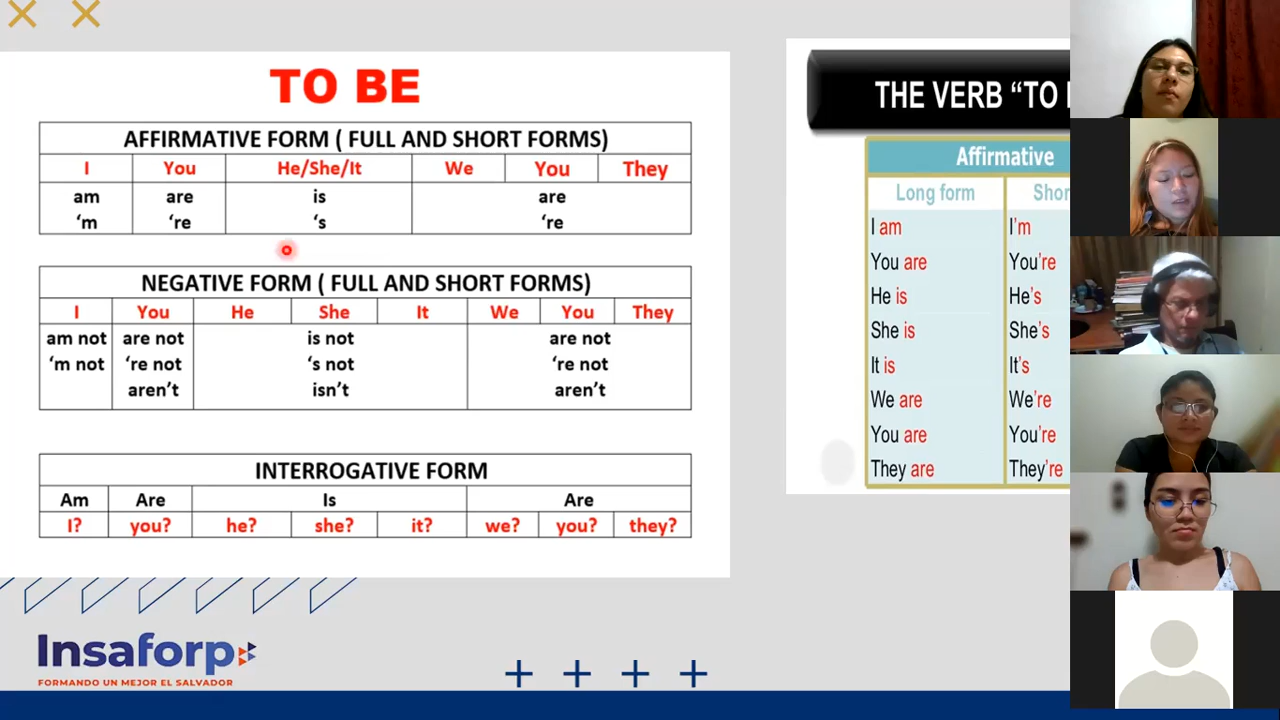 TO BE
AFFIRMATIVE FORM ( FULL AND SHORT FORMS)
I You He/She/It We You They
am are is are
‘m ‘re ‘s ‘re
NEGATIVE FORM ( FULL AND SHORT FORMS)
I You He She It We You They
am not are not is not are not
‘m not ‘re not ‘s not ‘re not
aren’t isn’t aren’t
INTERROGATIVE FORM
Am Are Is Are
I? you? he? she? it? we? you? they?
Insaforp
FORMANDO UN MEJOR EL SALVADOR
THE VERB “TO
Affirmative
Long form Shor
I am I’m
You are You’re
He is He’s
She is She’s
It is It’s
We are We’re
You are You’re
They are They’re